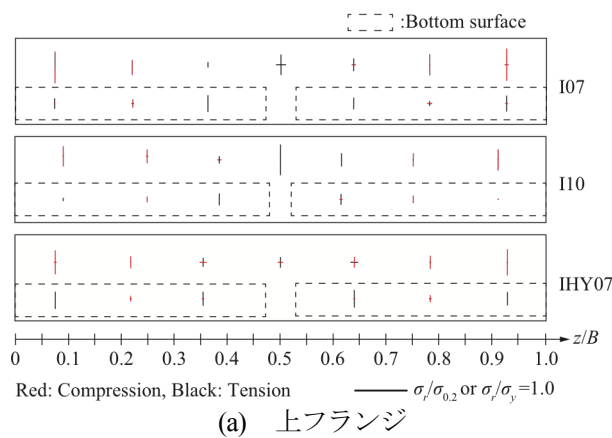 :Bottom surface
I07
I10
IHY07
z/B
0 0.1 0.2 0.3 0.4 0.5 0.6 0.7 0.8 0.9 1.0
Red: Compression, Black: Tension σr/σ0.2 or σr/σy=1.0
(a) 上フランジ